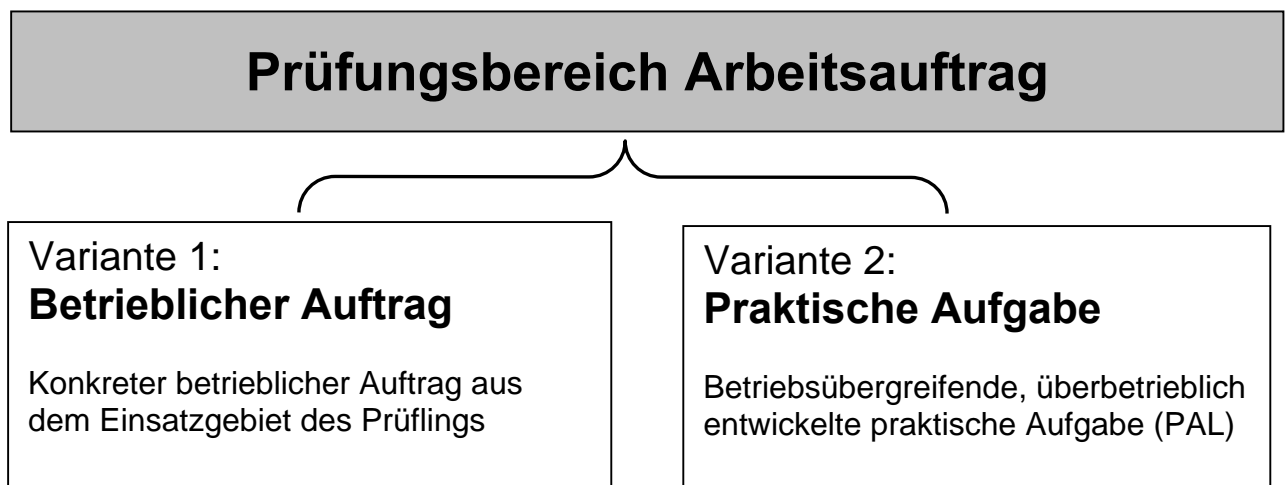 Prüfungsbereich Arbeitsauftrag
Variante 1:
Betrieblicher Auftrag
Konkreter betrieblicher Auftrag aus
dem Einsatzgebiet des Prüflings
Variante 2:
Praktische Aufgabe
Betriebsübergreifende, überbetrieblich
entwickelte praktische Aufgabe (PAL)